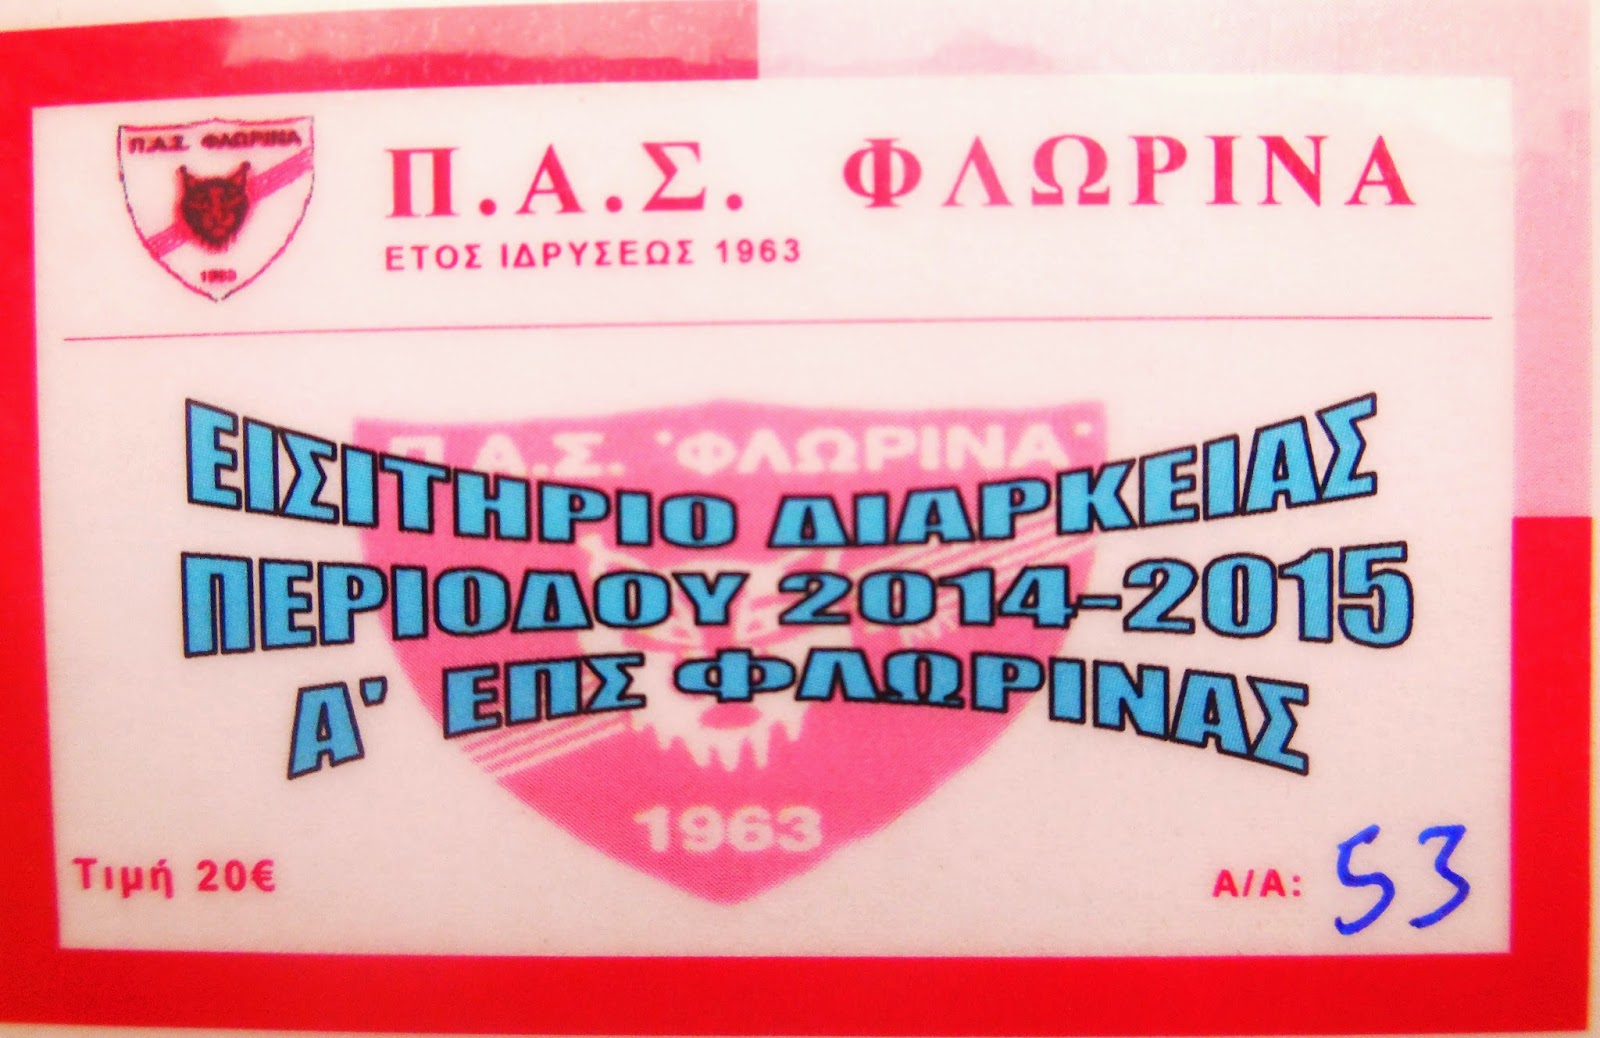 Π.Α.Σ. ΦΛΩΡΙΝΑ
1963
Π.Α.Σ. ΦΛΩΡΙΝΑ
ΕΤΟΣ ΙΔΡΥΣΕΩΣ 1963
Π.Α.Σ. 'ΦΛΩΡΙΝΑ'
ΕΙΣΙΤΗΡΙΟ ΔΙΑΡΚΕΙΑΣ
ΠΕΡΙΟΔΟΥ 2014-2015
Α' ΕΠΣ ΦΛΩΡΙΝΑΣ
1963
Τιμή 20€
Α/Α: 53